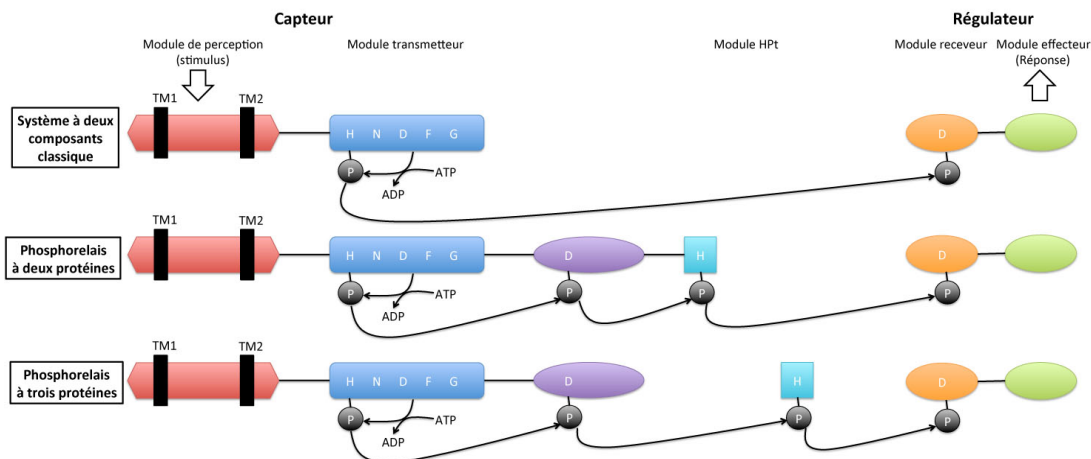 Capteur
Régulateur
Module de perception
(stimulus)
Module transmetteur
Module HPt
Module receveur
Module effecteur
(Réponse)
Système à deux
composants
classique
TM1
TM2
H N D F G
D
P
ATP
ADP
P
Phosphorelais
à deux protéines
TM1
TM2
H N D F G
D
H
D
P
ATP
ADP
P
P
P
Phosphorelais
à trois protéines
TM1
TM2
H N D F G
D
H
D
P
ATP
ADP
P
P
P